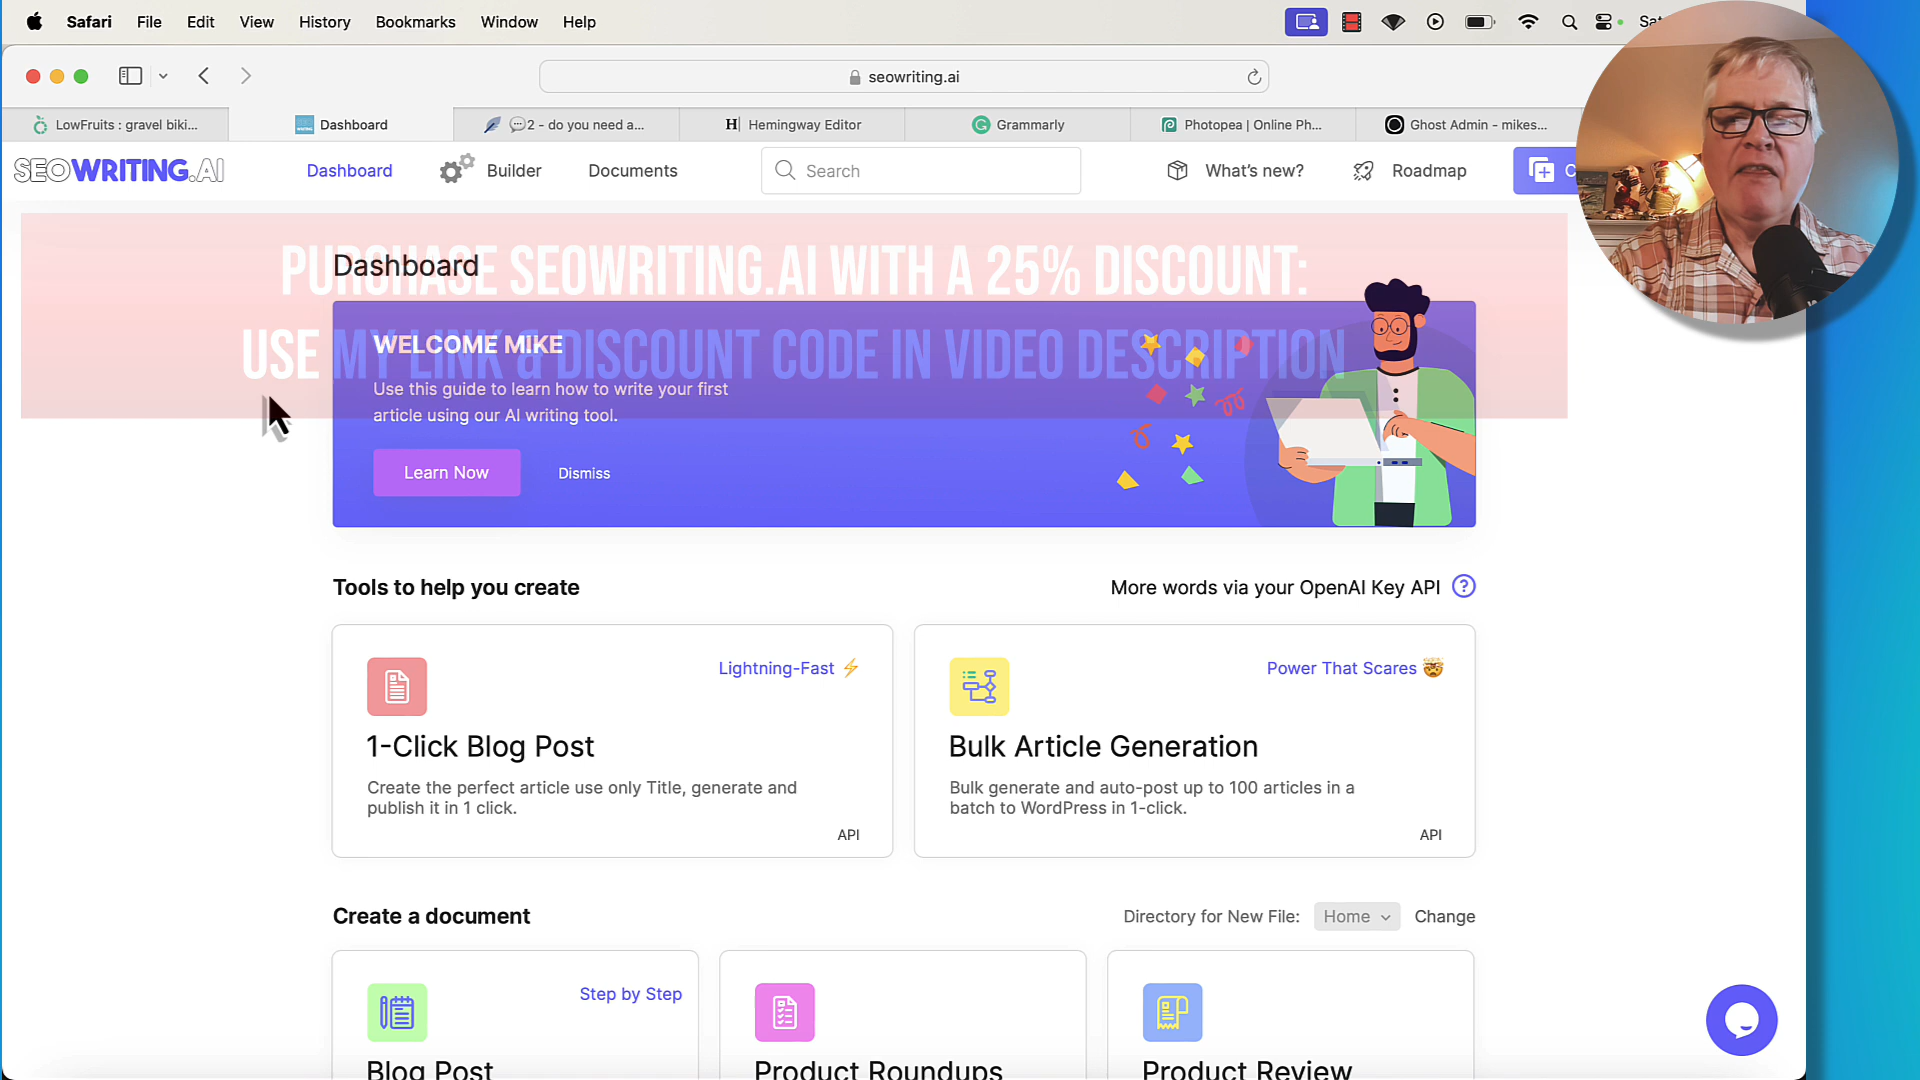 Safari File Edit View History Bookmarks Window Help
seowriting.ai
LowFruits : gravel biki... Dashboard 2 - do you need a... Hemingway Editor Grammarly Photopea | Online Ph... Ghost Admin - mikes...
SEOWRITING.AI Dashboard Builder Documents Search What's new? Roadmap
PURCHASE SEOWRITING.AI WITH A 25% DISCOUNT:
Dashboard
USE MY LINK & DISCOUNT CODE IN VIDEO DESCRIPTION
WELCOME MIKE
Use this guide to learn how to write your first
article using our AI writing tool.
Learn Now Dismiss
Tools to help you create More words via your OpenAI Key API ?
Lightning-Fast Power That Scares
1-Click Blog Post Bulk Article Generation
Create the perfect article use only Title, generate and
publish it in 1 click.
API
Bulk generate and auto-post up to 100 articles in a
batch to WordPress in 1-click.
API
Create a document Directory for New File: Home Change
Step by Step
Blog Post Product Roundups Product Review